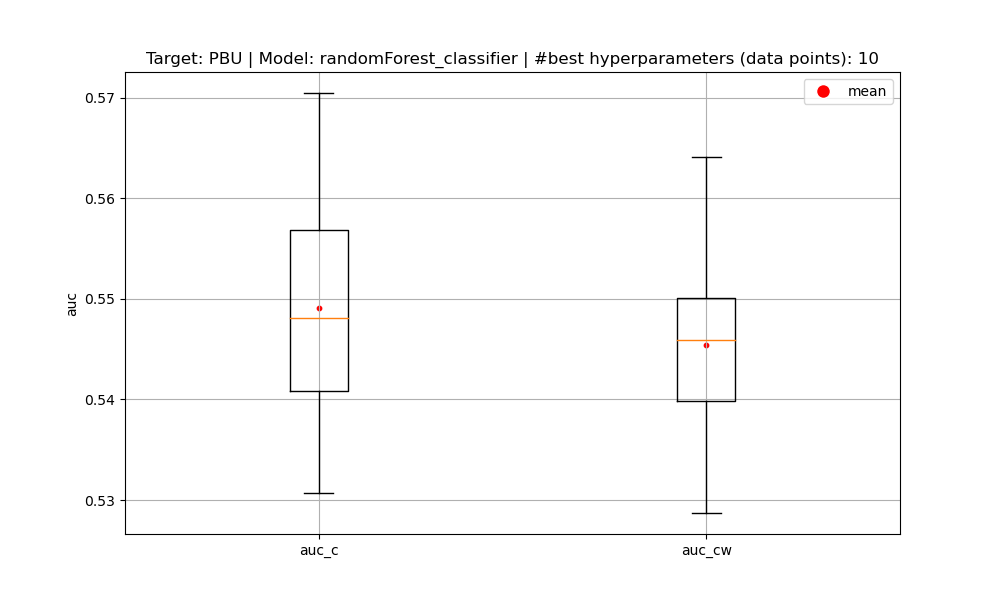 Target: PBU | Model: randomForest_classifier | #best hyperparameters (data points): 10
mean
0.57
0.56
0.55
0.54
0.53
auc
auc_c
auc_cw